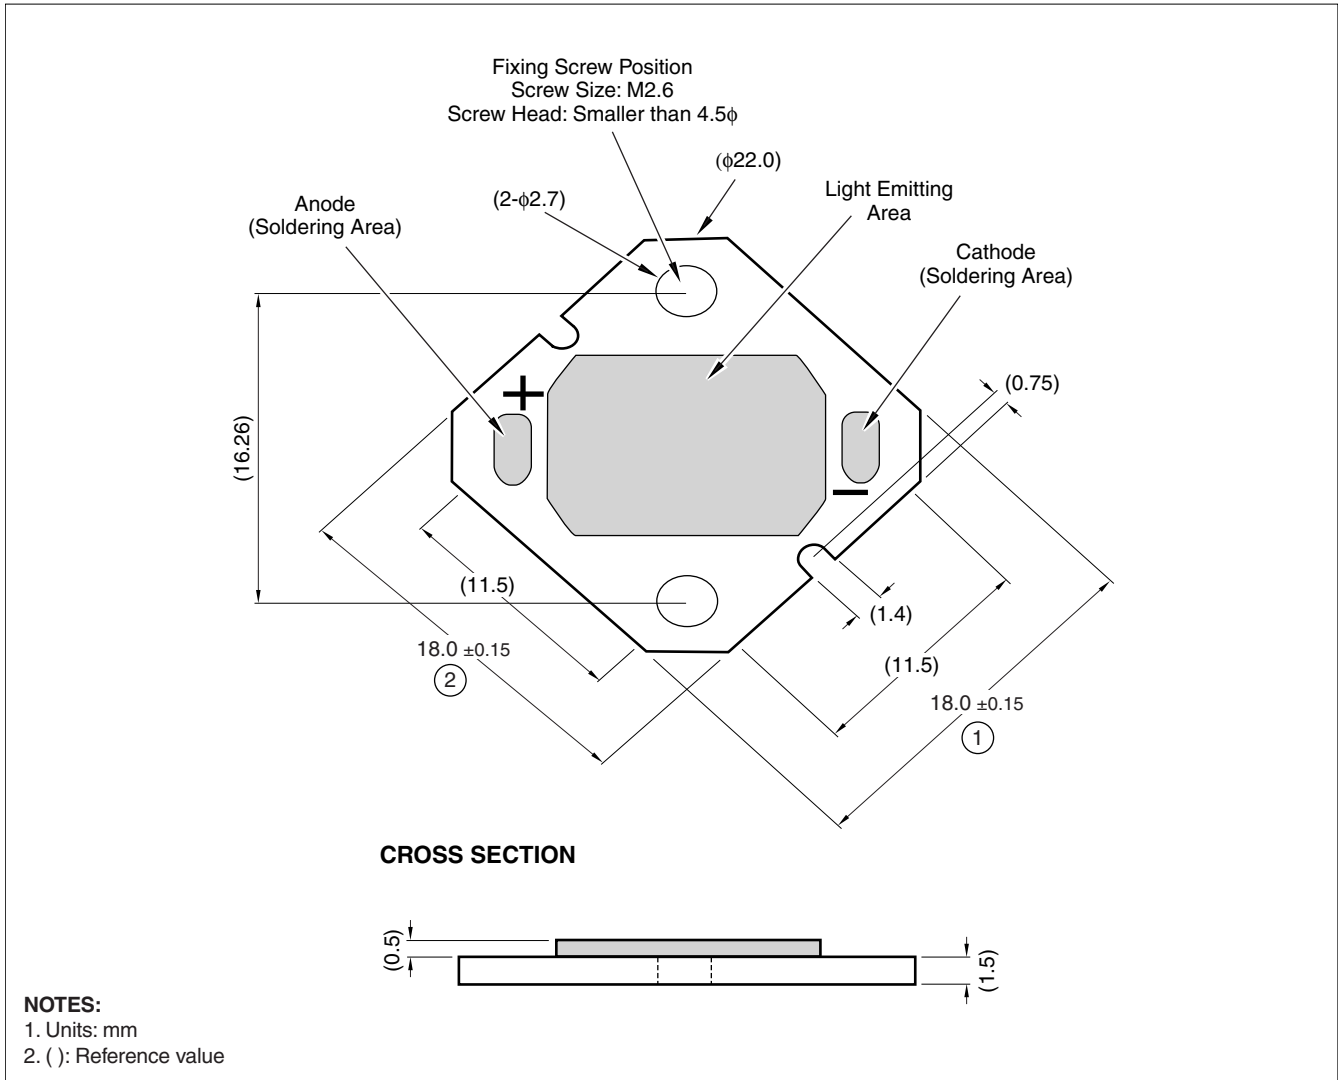 Fixing Screw Position
Screw Size: M2.6
Screw Head: Smaller than 4.5ϕ
(ϕ22.0)
(2-ϕ2.7)
Light Emitting
Area
Anode
(Soldering Area)
Cathode
(Soldering Area)
+
(0.75)
(16.26)
−
(11.5)
(1.4)
18.0 ±0.15
2
(11.5)
18.0 ±0.15
1
CROSS SECTION
(0.5)
(1.5)
NOTES:
1. Units: mm
2. ( ): Reference value